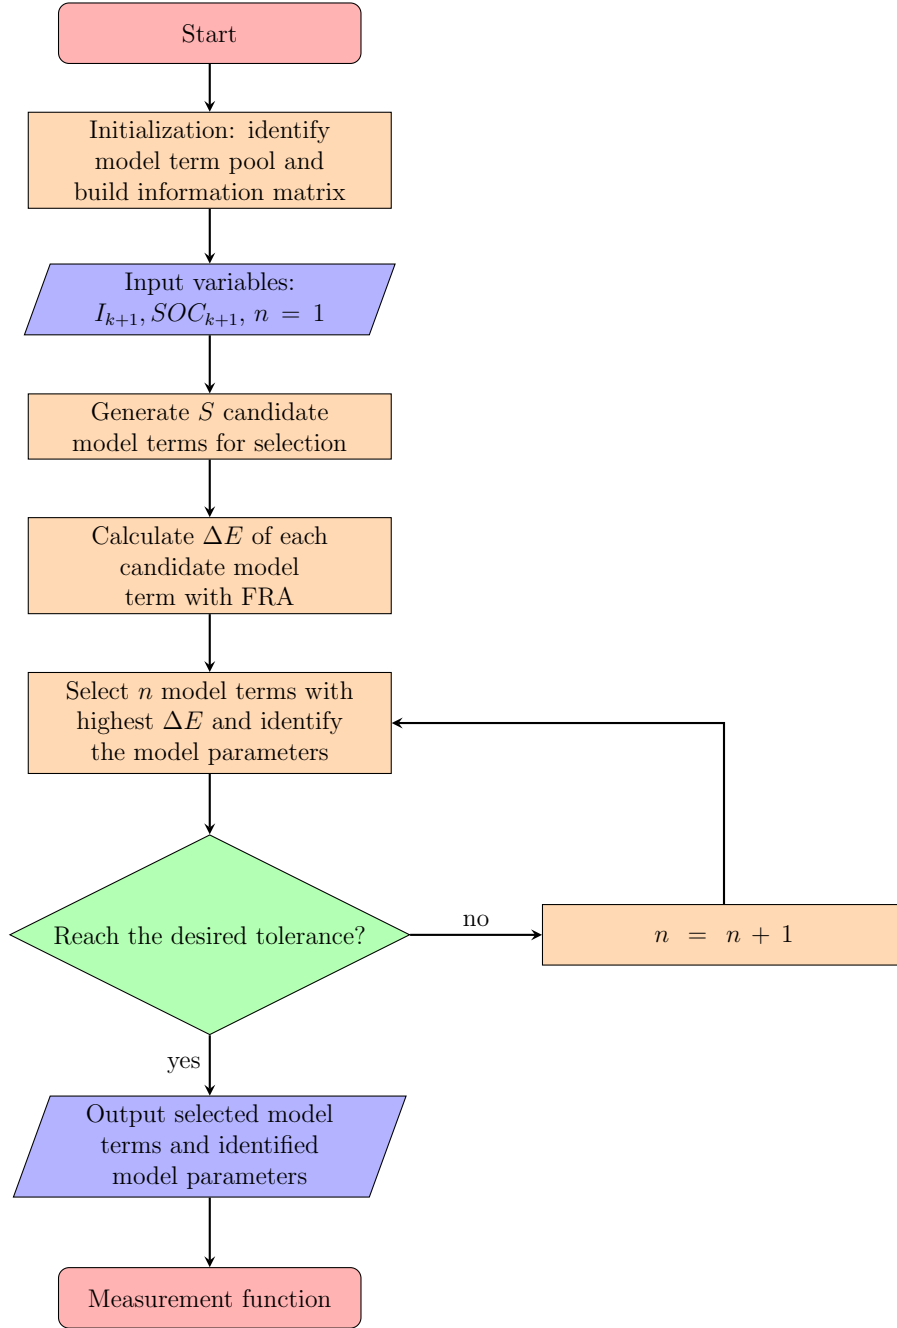 Start
Initialization: identify
model term pool and
build information matrix
Input variables:
$I_{k+1}, SOC_{k+1}, n = 1$
Generate $S$ candidate
model terms for selection
Calculate $\Delta E$ of each
candidate model
term with FRA
Select $n$ model terms with
highest $\Delta E$ and identify
the model parameters
Reach the desired tolerance?
no
$n = n + 1$
yes
Output selected model
terms and identified
model parameters
Measurement function